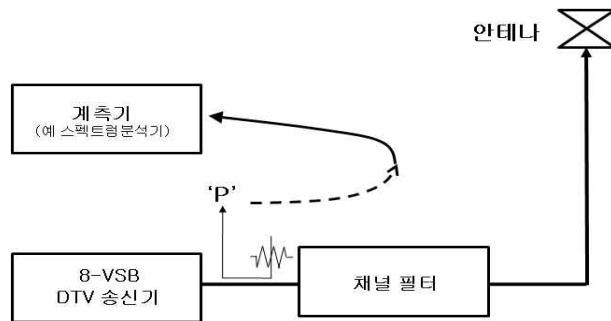 안테나
계측기
(예 스펙트럼분석기)
‘P’
8-VSB
DTV 송신기
채널 필터